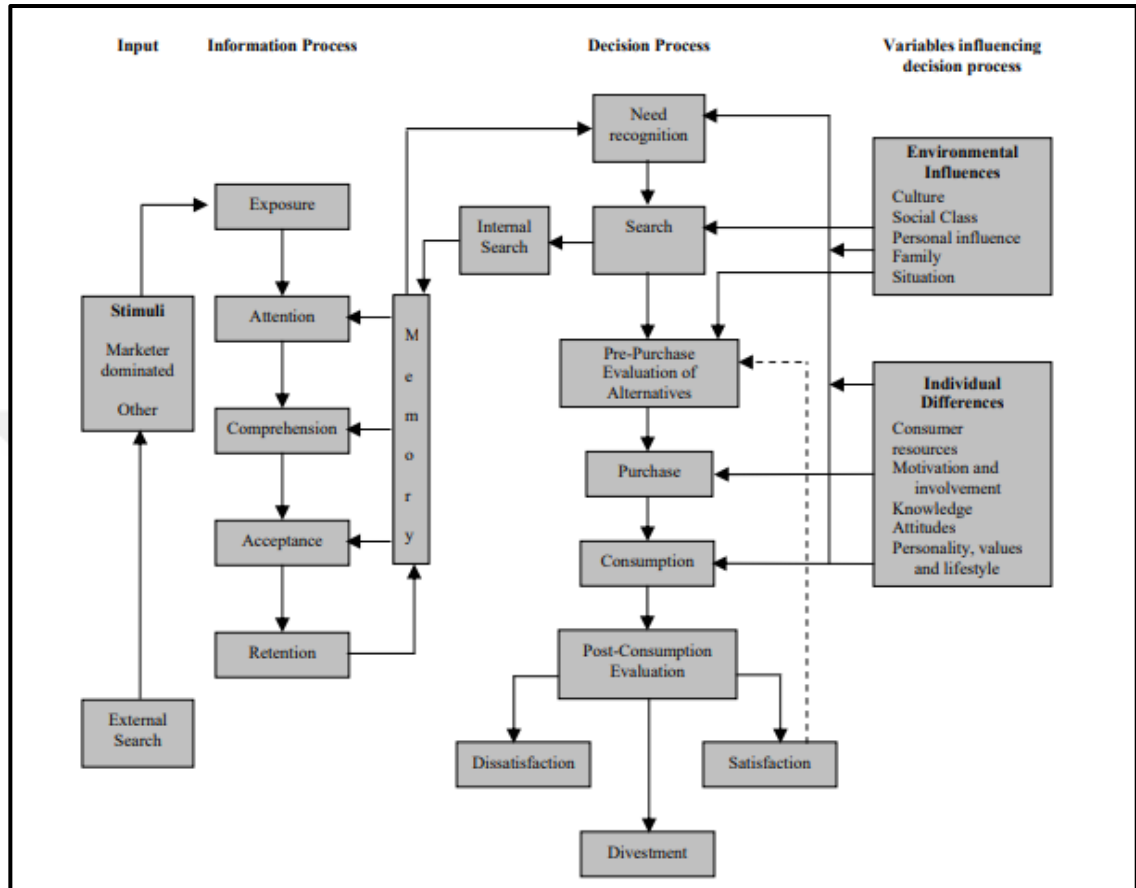 Input
Information Process
Decision Process
Variables influencing
decision process
Need
recognition
Environmental
Influences
Culture
Social Class
Personal influence
Family
Situation
Exposure
Internal
Search
Search
Stimuli
Marketer
dominated
Other
Attention
M
e
m
o
r
y
Pre-Purchase
Evaluation of
Alternatives
Individual
Differences
Consumer
resources
Motivation and
involvement
Knowledge
Attitudes
Personality, values
and lifestyle
Comprehension
Purchase
Acceptance
Consumption
Retention
Post-Consumption
Evaluation
External
Search
Dissatisfaction
Satisfaction
Divestment